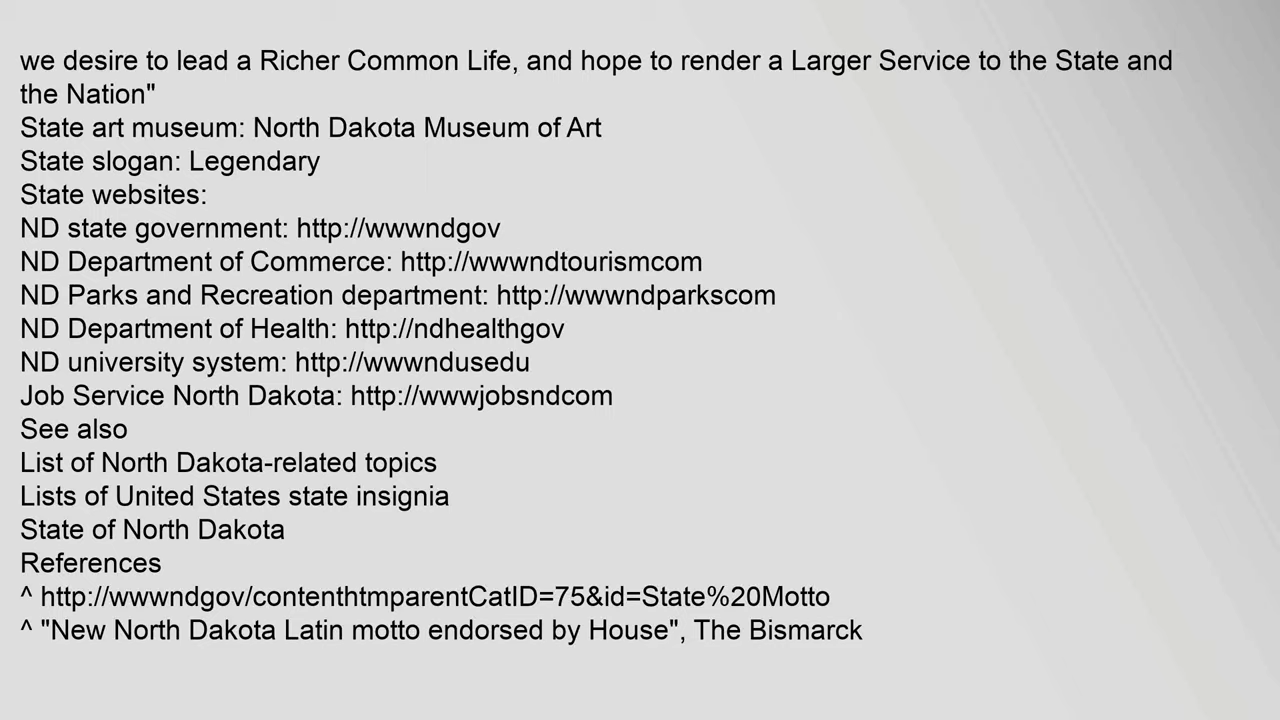 we desire to lead a Richer Common Life, and hope to render a Larger Service to the State and
the Nation"
State art museum: North Dakota Museum of Art
State slogan: Legendary
State websites:
ND state government: http://wwwndgov
ND Department of Commerce: http://wwwndtourismcom
ND Parks and Recreation department: http://wwwndparkscom
ND Department of Health: http://ndhealthgov
ND university system: http://wwwndusedu
Job Service North Dakota: http://wwwjobsndcom
See also
List of North Dakota-related topics
Lists of United States state insignia
State of North Dakota
References
^ http://wwwndgov/contenthtmparentCatID=75&id=State%20Motto
^ "New North Dakota Latin motto endorsed by House", The Bismarck